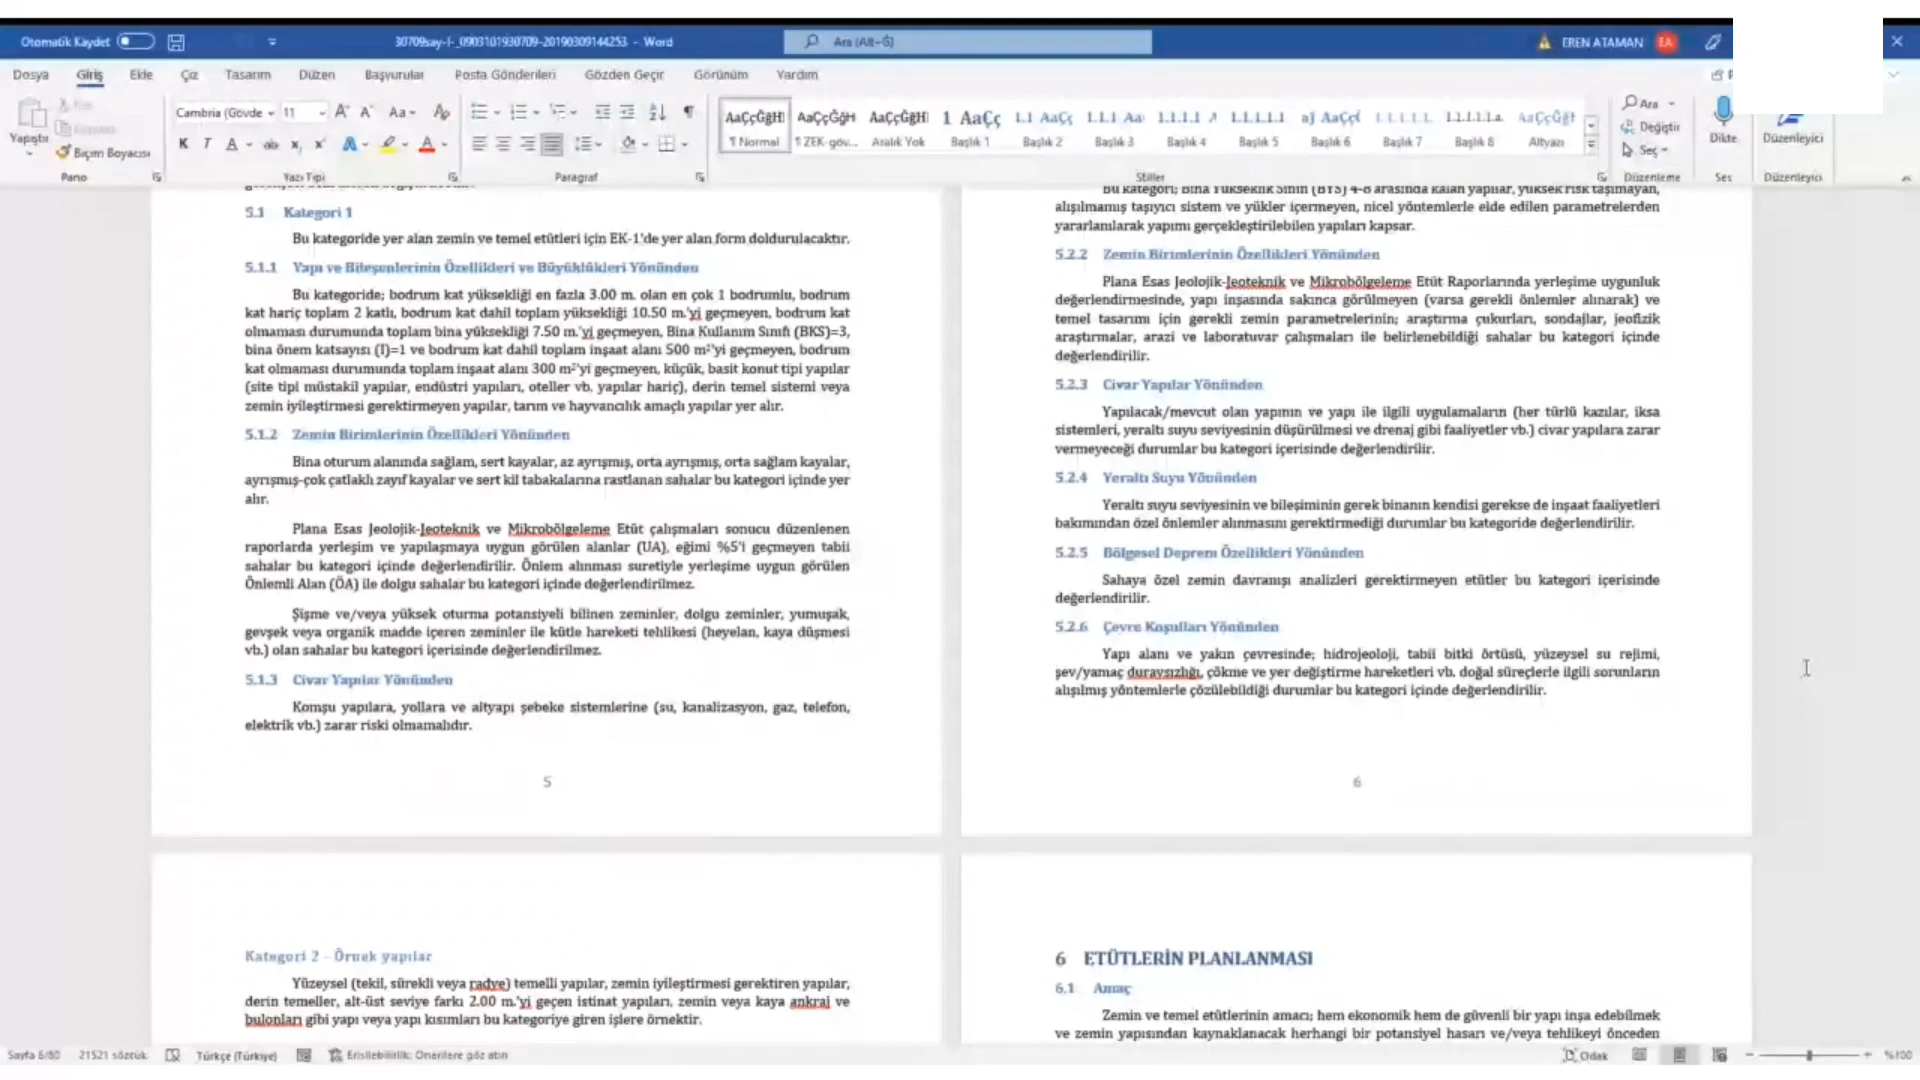 Otomatik Kaydet
30709say-I-_0903101930709-20190309144253 - Word
Ara (Alt+Ğ)
EREN ATAMAN EA
Dosya Giriş Ekle Çiz Tasarım Düzen Başvurular Posta Gönderileri Gözden Geçir Görünüm Yardım
Yapıştır
Kes
Kopyala
Biçim Boyacısı
Pano
Cambria (Gövde 11
Yazı Tipi
Paragraf
AaÇçĞğH AaÇçĞğH AaÇçĞğH 1 AaÇç 1.1 AaÇç
¶ Normal ¶ ZEK-göv... Aralık Yok Başlık 1 Başlık 2 Başlık 3 Başlık 4 Başlık 5 Başlık 6 Başlık 7 Başlık 8 Altyazı
Stiller
Ara
Değiştir
Seç
Düzenleme
Dikte
Ses
Düzenleyici
Düzenleyici
5.1 Kategori 1
Bu kategoride yer alan zemin ve temel etütleri için EK-1'de yer alan form doldurulacaktır.
5.1.1 Yapı ve Bileşenlerinin Özellikleri ve Büyüklükleri Yönünden
Bu kategoride; bodrum kat yüksekliği en fazla 3.00 m. olan en çok 1 bodrumlu, bodrum
kat hariç toplam 2 katlı, bodrum kat dahil toplam yüksekliği 10.50 m.'yi geçmeyen, bodrum kat
olmaması durumunda toplam bina yüksekliği 7.50 m.'yi geçmeyen, Bina Kullanım Sınıfı (BKS)=3,
bina önem katsayısı (I)=1 ve bodrum kat dahil toplam inşaat alanı 500 m²'yi geçmeyen, bodrum
kat olmaması durumunda toplam inşaat alanı 300 m²'yi geçmeyen, küçük, basit konut tipi yapılar
(site tipi müstakil yapılar, endüstri yapıları, oteller vb. yapılar hariç), derin temel sistemi veya
zemin iyileştirmesi gerektirmeyen yapılar, tarım ve hayvancılık amaçlı yapılar yer alır.
5.1.2 Zemin Birimlerinin Özellikleri Yönünden
Bina oturum alanında sağlam, sert kayalar, az ayrışmış, orta ayrışmış, orta sağlam kayalar,
ayrışmış-çok çatlaklı zayıf kayalar ve sert kil tabakalarına rastlanan sahalar bu kategori içinde yer
alır.
Plana Esas Jeolojik-Jeoteknik ve Mikrobölgeleme Etüt çalışmaları sonucu düzenlenen
raporlarda yerleşim ve yapılaşmaya uygun görülen alanlar (UA), eğimi %5'i geçmeyen tabii
sahalar bu kategori içinde değerlendirilir. Önlem alınması suretiyle yerleşime uygun görülen
Önlemli Alan (ÖA) ile dolgu sahalar bu kategori içinde değerlendirilmez.
Şişme ve/veya yüksek oturma potansiyeli bilinen zeminler, dolgu zeminler, yumuşak,
gevşek veya organik madde içeren zeminler ile kütle hareketi tehlikesi (heyelan, kaya düşmesi
vb.) olan sahalar bu kategori içerisinde değerlendirilmez.
5.1.3 Civar Yapılar Yönünden
Komşu yapılara, yollara ve altyapı şebeke sistemlerine (su, kanalizasyon, gaz, telefon,
elektrik vb.) zarar riski olmamalıdır.
5
Bu kategori; Bina Yükseklik Sınıfı (BYS) 4-8 arasında kalan yapılar, yüksek risk taşımayan,
alışılmamış taşıyıcı sistem ve yükler içermeyen, nicel yöntemlerle elde edilen parametrelerden
yararlanılarak yapımı gerçekleştirilebilen yapıları kapsar.
5.2.2 Zemin Birimlerinin Özellikleri Yönünden
Plana Esas Jeolojik-Jeoteknik ve Mikrobölgeleme Etüt Raporlarında yerleşime uygunluk
değerlendirmesinde, yapı inşasında sakınca görülmeyen (varsa gerekli önlemler alınarak) ve
temel tasarımı için gerekli zemin parametrelerinin; araştırma çukurları, sondajlar, jeofizik
araştırmalar, arazi ve laboratuvar çalışmaları ile belirlenebildiği sahalar bu kategori içinde
değerlendirilir.
5.2.3 Civar Yapılar Yönünden
Yapılacak/mevcut olan yapının ve yapı ile ilgili uygulamaların (her türlü kazılar, iksa
sistemleri, yeraltı suyu seviyesinin düşürülmesi ve drenaj gibi faaliyetler vb.) civar yapılara zarar
vermeyeceği durumlar bu kategori içerisinde değerlendirilir.
5.2.4 Yeraltı Suyu Yönünden
Yeraltı suyu seviyesinin ve bileşiminin gerek binanın kendisi gerekse de inşaat faaliyetleri
bakımından özel önlemler alınmasını gerektirmediği durumlar bu kategoride değerlendirilir.
5.2.5 Bölgesel Deprem Özellikleri Yönünden
Sahaya özel zemin davranışı analizleri gerektirmeyen etütler bu kategori içerisinde
değerlendirilir.
5.2.6 Çevre Koşulları Yönünden
Yapı alanı ve yakın çevresinde; hidrojeoloji, tabii bitki örtüsü, yüzeysel su rejimi,
şev/yamaç duraysızlığı, çökme ve yer değiştirme hareketleri vb. doğal süreçlerle ilgili sorunların
alışılmış yöntemlerle çözülebildiği durumlar bu kategori içinde değerlendirilir.
6
Kategori 2 - Örnek yapılar
Yüzeysel (tekil, sürekli veya radye) temelli yapılar, zemin iyileştirmesi gerektiren yapılar,
derin temeller, alt-üst seviye farkı 2.00 m.'yi geçen istinat yapıları, zemin veya kaya ankraj ve
bulonları gibi yapı veya yapı kısımları bu kategoriye giren işlere örnektir.
6 ETÜTLERİN PLANLANMASI
6.1 Amaç
Zemin ve temel etütlerinin amacı; hem ekonomik hem de güvenli bir yapı inşa edebilmek
ve zemin yapısından kaynaklanacak herhangi bir potansiyel hasarı ve/veya tehlikeyi önceden
Sayfa 6/80 21521 sözcük Türkçe (Türkiye) Erişilebilirlik: Önerilere göz atın
Odak %100